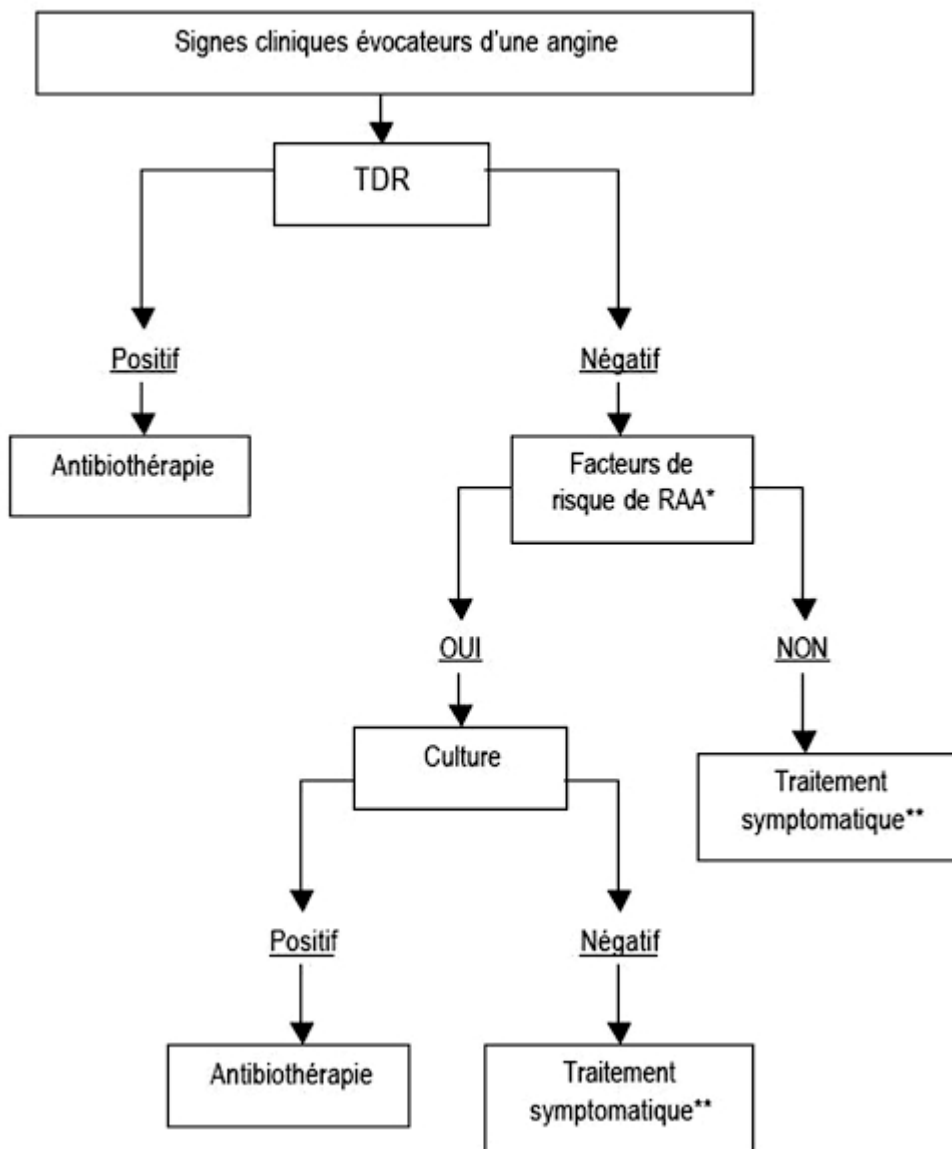 Signes cliniques évocateurs d'une angine
TDR
Positif
Négatif
Antibiothérapie
Facteurs de
risque de RAA*
OUI
NON
Culture
Traitement
symptomatique**
Positif
Négatif
Antibiothérapie
Traitement
symptomatique**